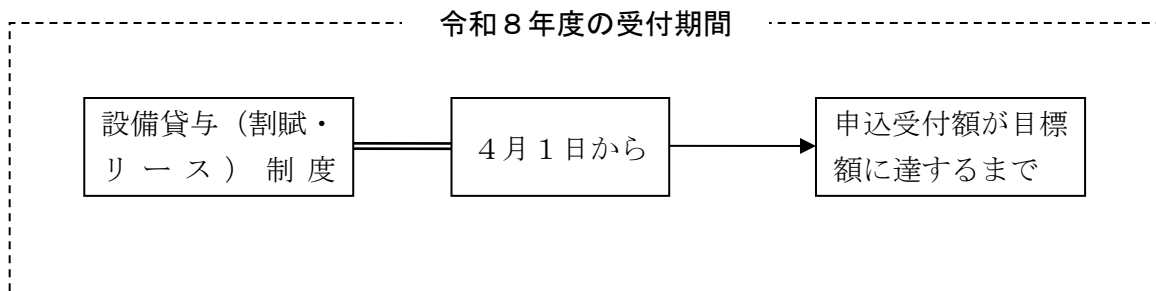 令和８年度の受付期間
設備貸与（割賦・
リース）制度
４月１日から
申込受付額が目標
額に達するまで